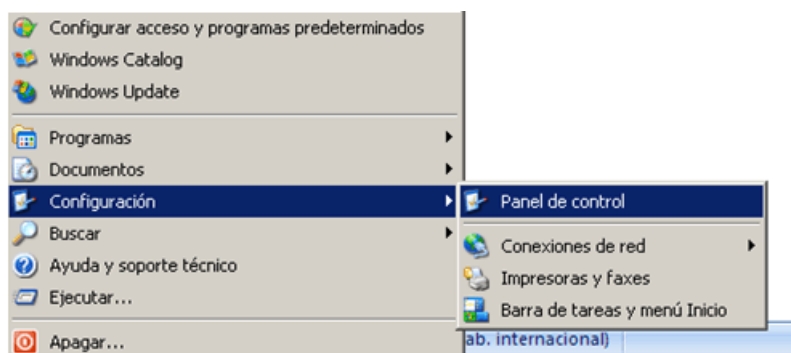 Configurar acceso y programas predeterminados
Windows Catalog
Windows Update
Programas
Documentos
Configuración
Buscar
Ayuda y soporte técnico
Ejecutar...
Apagar...
Panel de control
Conexiones de red
Impresoras y faxes
Barra de tareas y menú Inicio
ab. internacional)